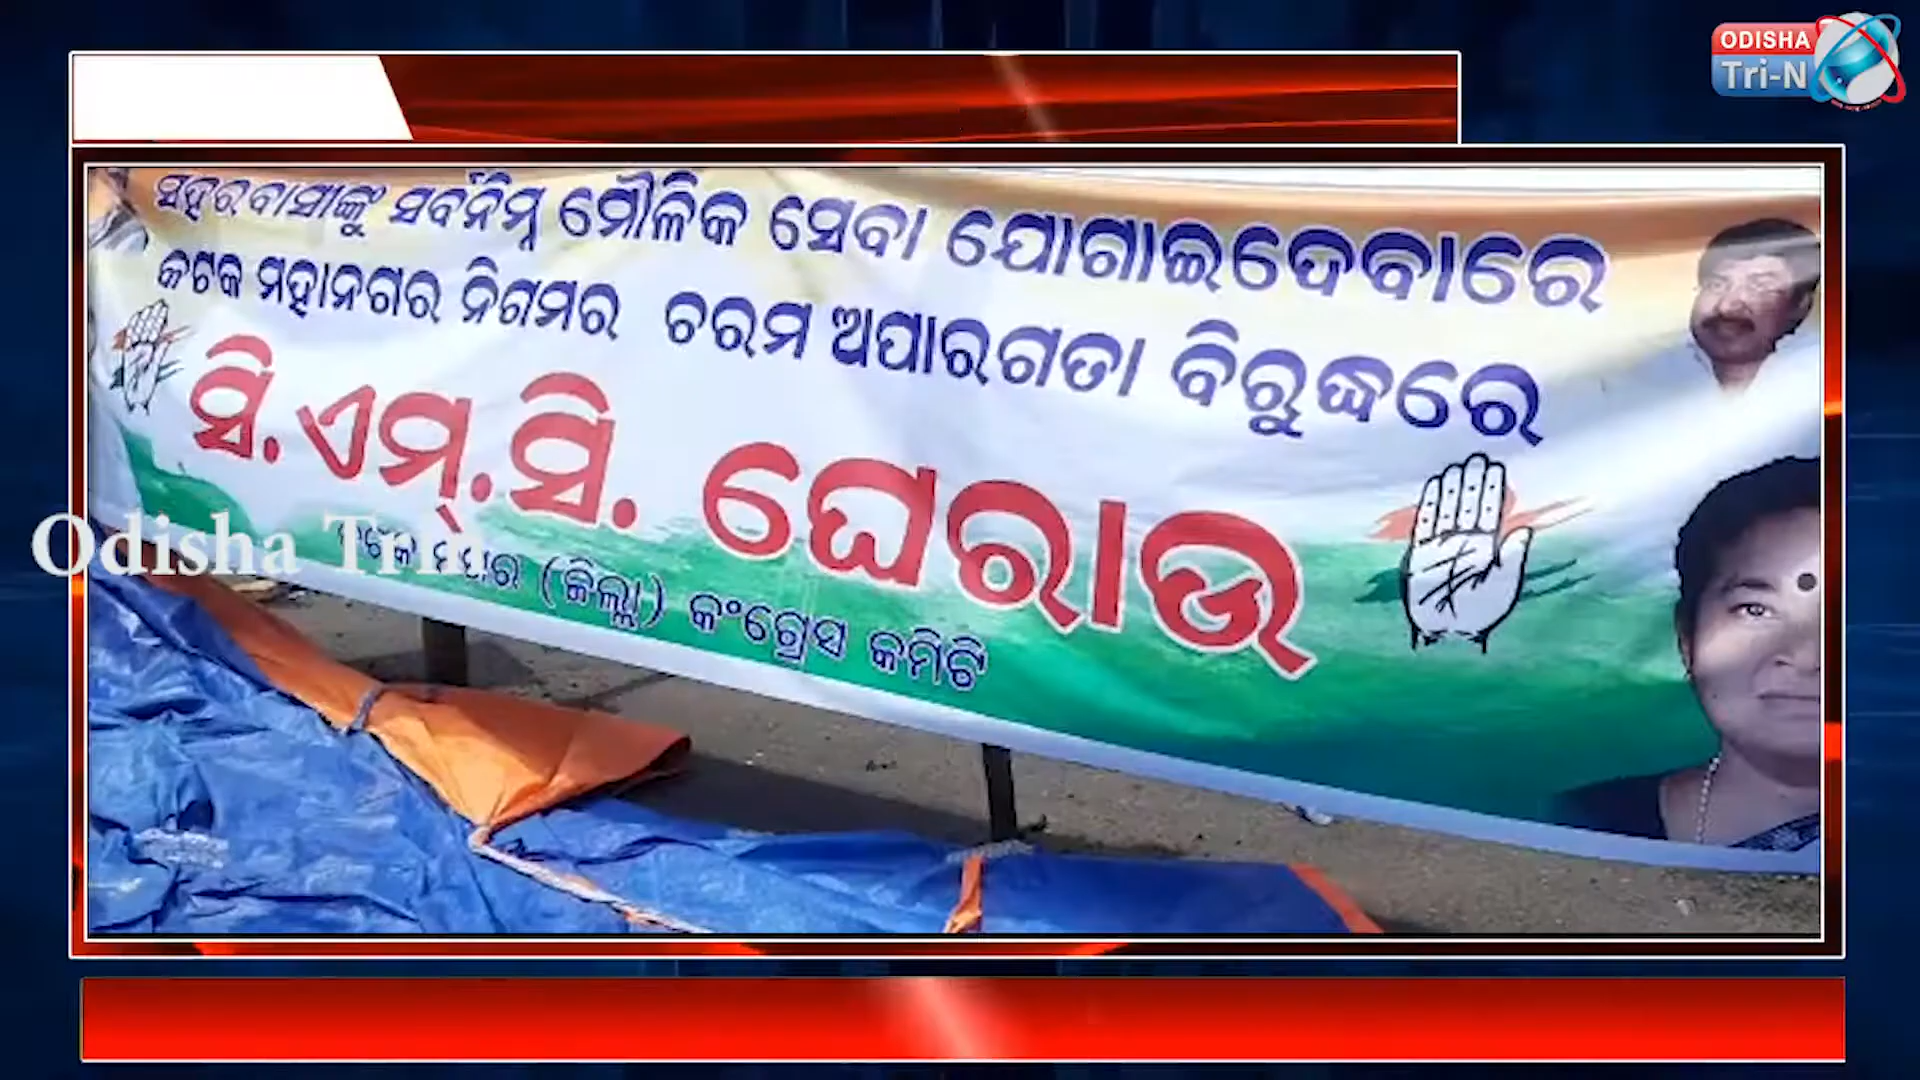 ODISHA
Tri-N
ସହରବାସୀଙ୍କୁ ସର୍ବନିମ୍ନ ମୌଳିକ ସେବା ଯୋଗାଇଦେବାରେ
କଟକ ମହାନଗର ନିଗମର ଚରମ ଅପାରଗତା ବିରୁଦ୍ଧରେ
ସି.ଏମ୍.ସି. ଘେରାଉ
(ଜିଲ୍ଲା) କଂଗ୍ରେସ କମିଟି
Odisha